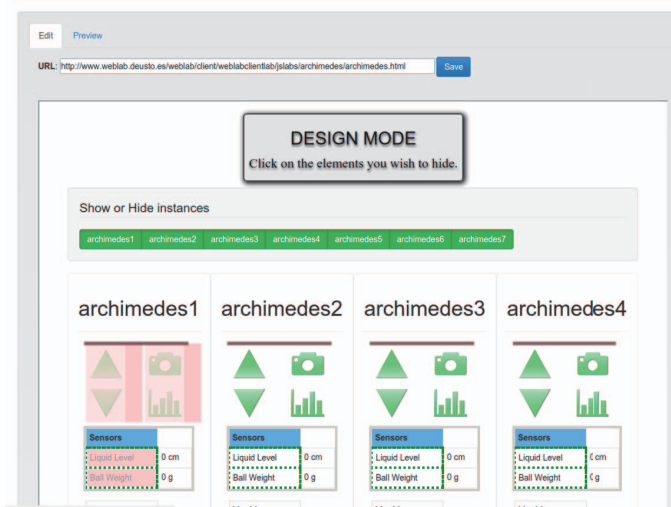 Edit Preview
URL: http://www.weblab.deusto.es/weblab/client/weblabclientlab/jslabs/archimedes/archimedes.html Save
DESIGN MODE
Click on the elements you wish to hide.
Show or Hide instances
archimedes1 archimedes2 archimedes3 archimedes4 archimedes5 archimedes6 archimedes7
archimedes1 archimedes2 archimedes3 archimedes4
Sensors Sensors Sensors Sensors
Liquid Level 0 cm Liquid Level 0 cm Liquid Level 0 cm Liquid Level 0 cm
Ball Weight 0 g Ball Weight 0 g Ball Weight 0 g Ball Weight 0 g